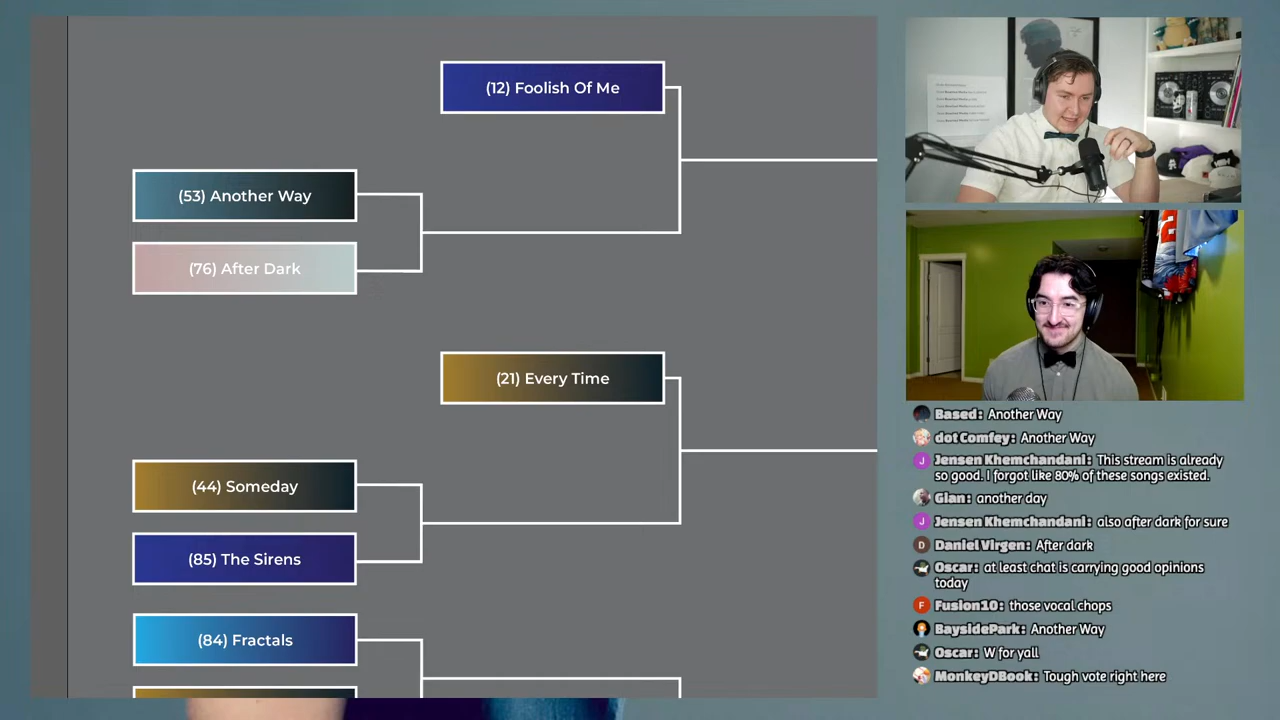 (12) Foolish Of Me
(53) Another Way
(76) After Dark
(21) Every Time
(44) Someday
(85) The Sirens
(84) Fractals
Based: Another Way
dot Comfey: Another Way
Jensen Khemchandani: This stream is already
so good. I forgot like 80% of these songs existed.
Glan: another day
Jensen Khemchandani: also after dark for sure
Daniel Virgen: After dark
Oscar: at least chat is carrying good opinions
today
Fusion10: those vocal chops
BaysidePark: Another Way
Oscar: W for yall
MonkeyDBook: Tough vote right here